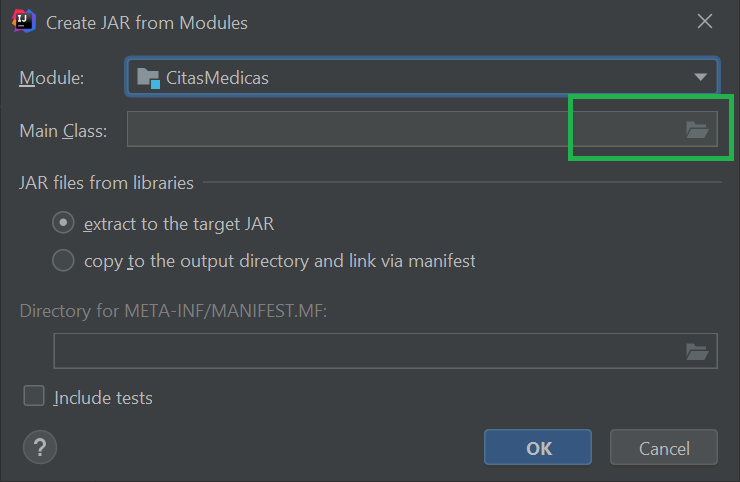 IJ
Create JAR from Modules
Module: CitasMedicas
Main Class:
JAR files from libraries
extract to the target JAR
copy to the output directory and link via manifest
Directory for META-INF/MANIFEST.MF:
Include tests
? OK Cancel